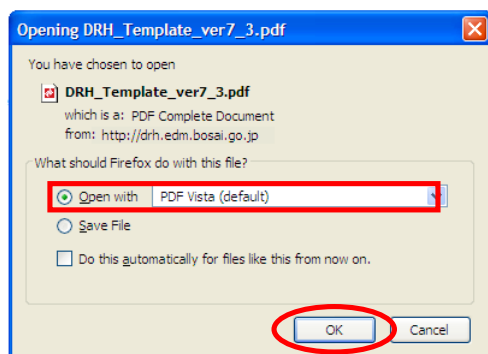 Opening DRH_Template_ver7_3.pdf
You have chosen to open
DRH_Template_ver7_3.pdf
which is a: PDF Complete Document
from: http://drh.edm.bosai.go.jp
What should Firefox do with this file?
Open with PDF Vista (default)
Save File
Do this automatically for files like this from now on.
OK Cancel